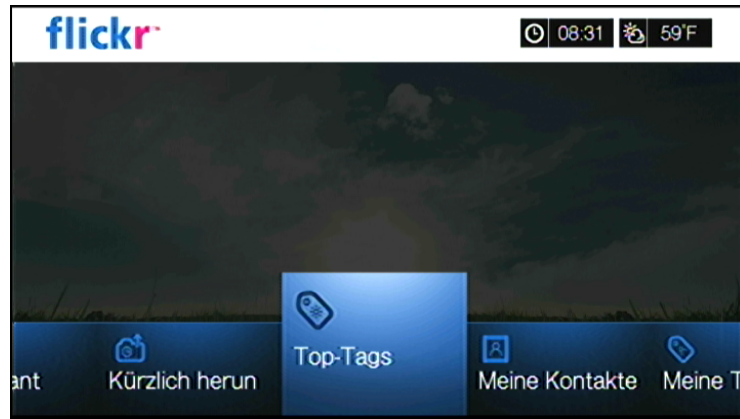 flickr
08:31 59°F
Top-Tags
ant Kürzlich herun Meine Kontakte Meine T